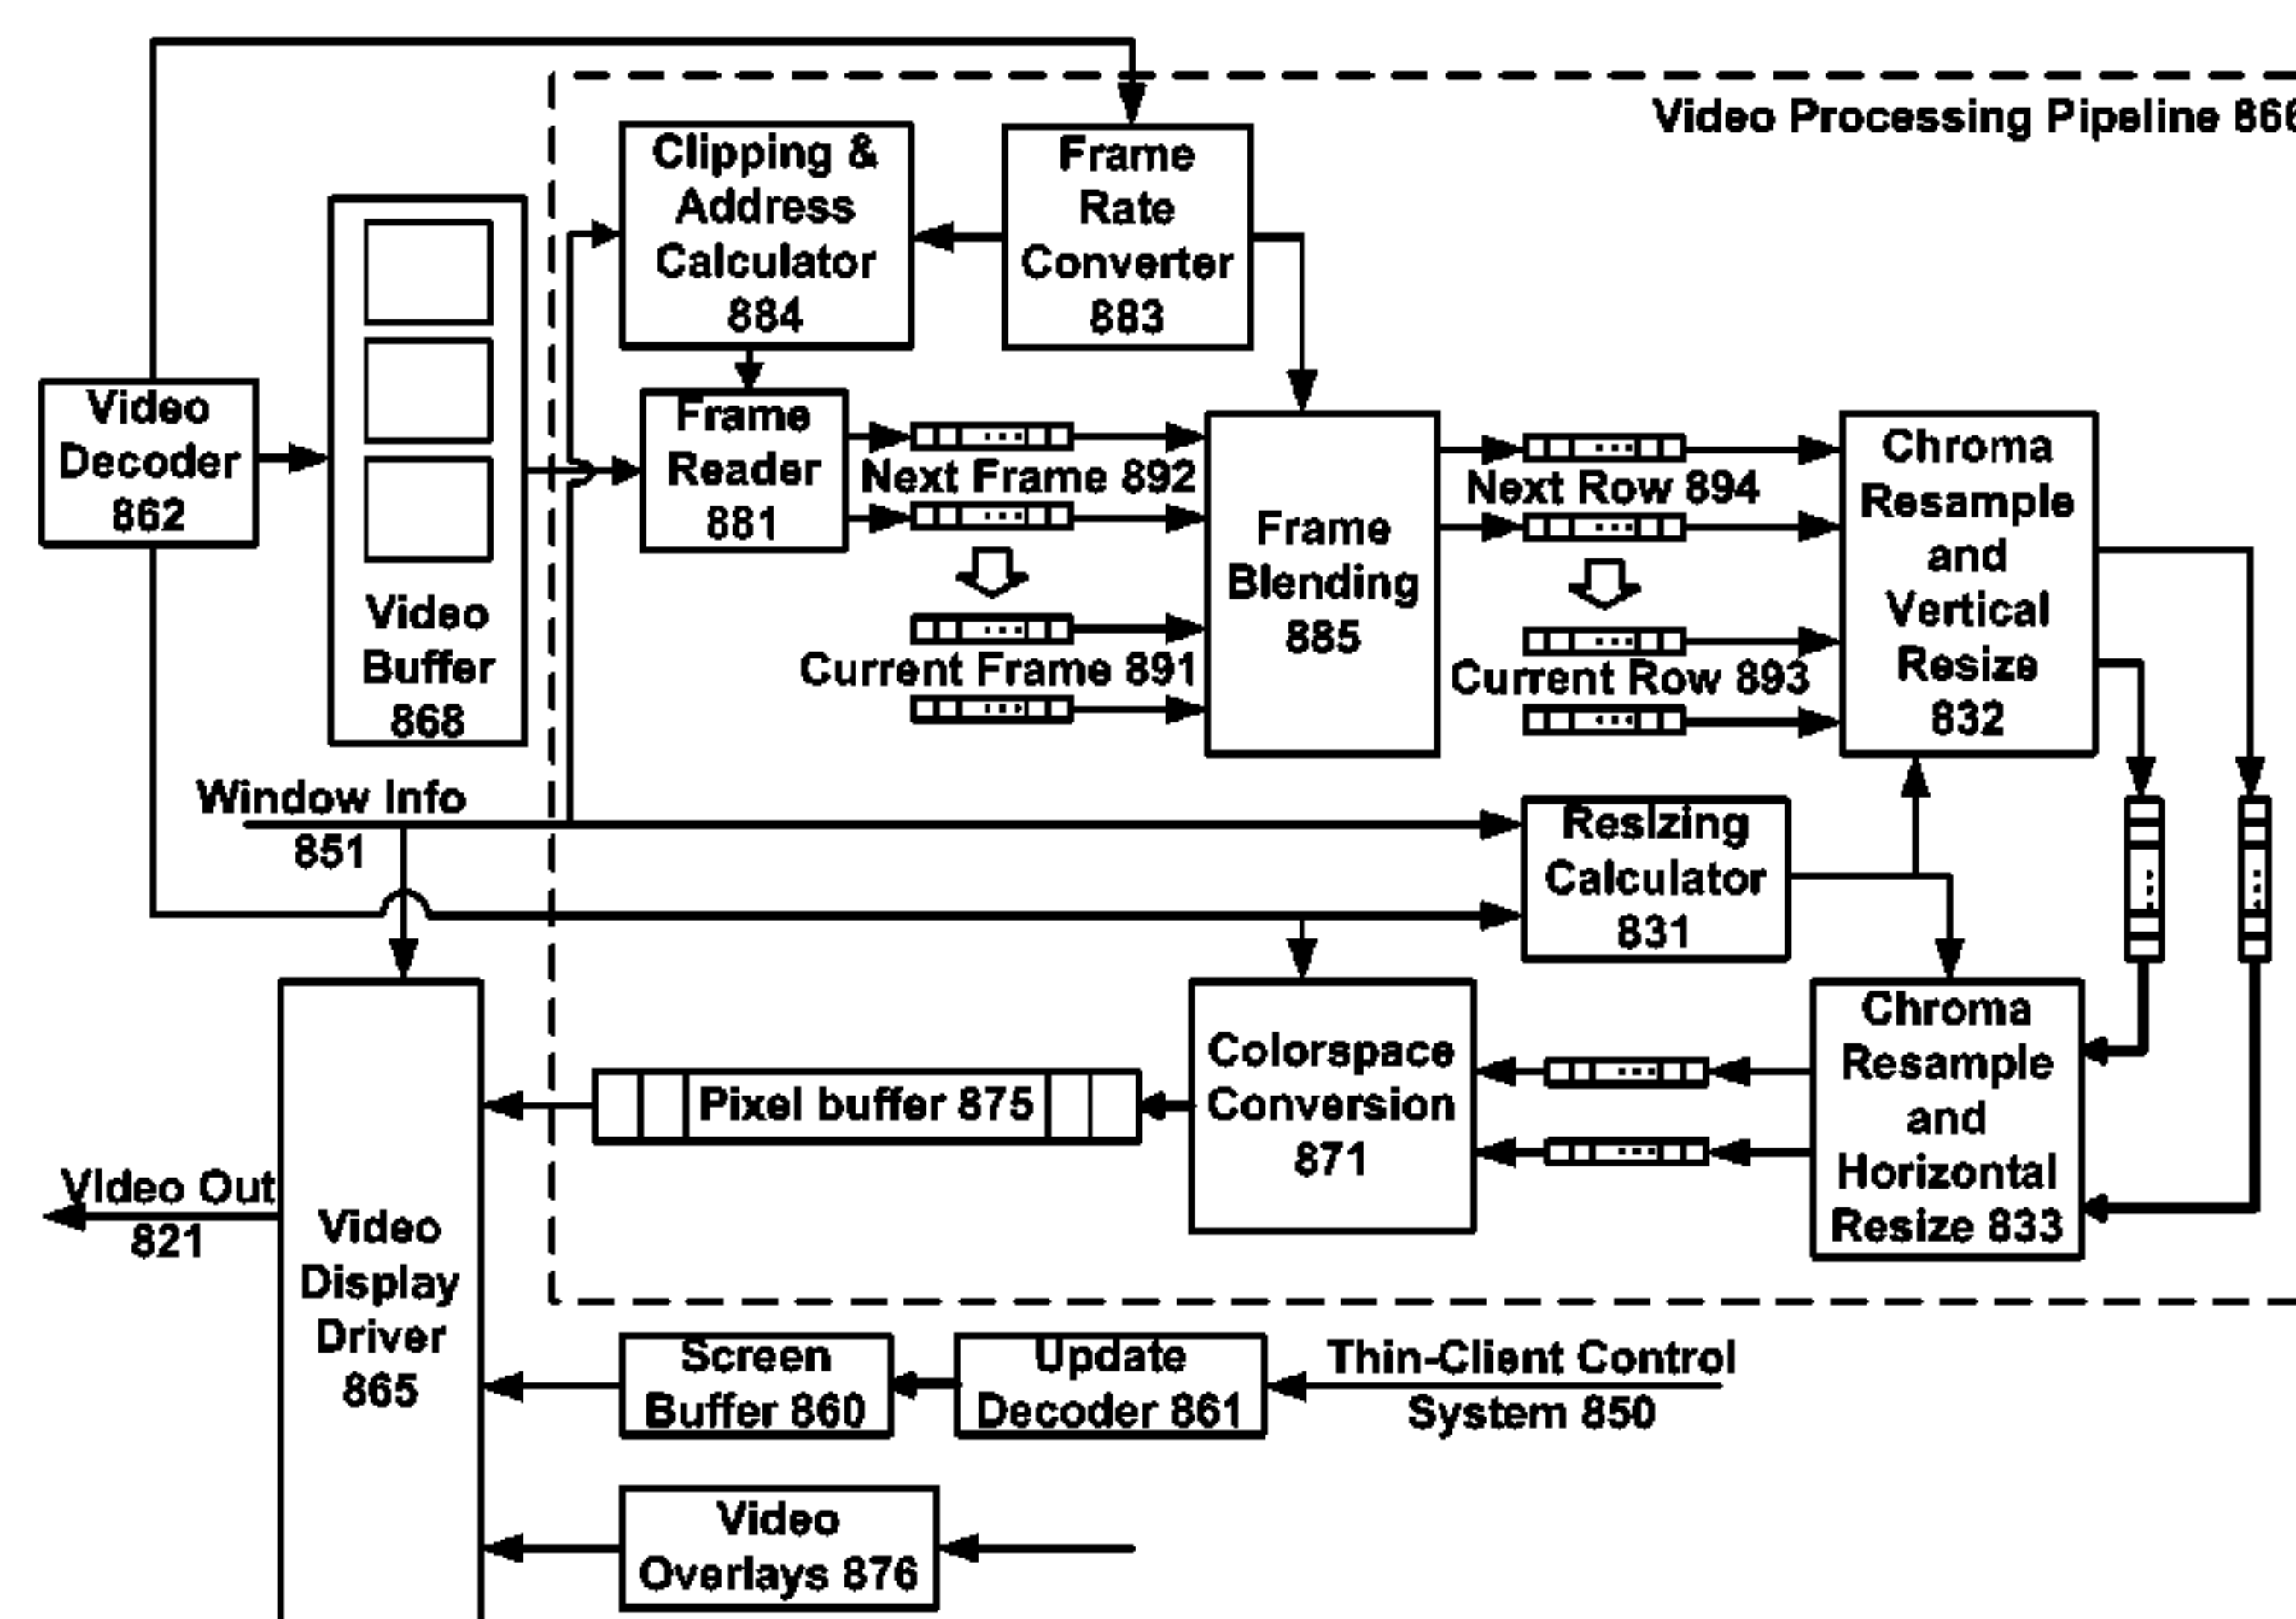 Video Processing Pipeline 866
Clipping &
Address
Calculator
884
Frame
Rate
Converter
883
Video
Decoder
862
Video
Buffer
868
Frame
Reader
881
Next Frame 892
Current Frame 891
Frame
Blending
885
Next Row 894
Current Row 893
Chroma
Resample
and
Vertical
Resize
832
Window Info
851
Resizing
Calculator
831
Chroma
Resample
and
Horizontal
Resize 833
Colorspace
Conversion
871
Pixel buffer 875
Video Out
821
Video
Display
Driver
865
Screen
Buffer 860
Update
Decoder 861
Thin-Client Control
System 850
Video
Overlays 876